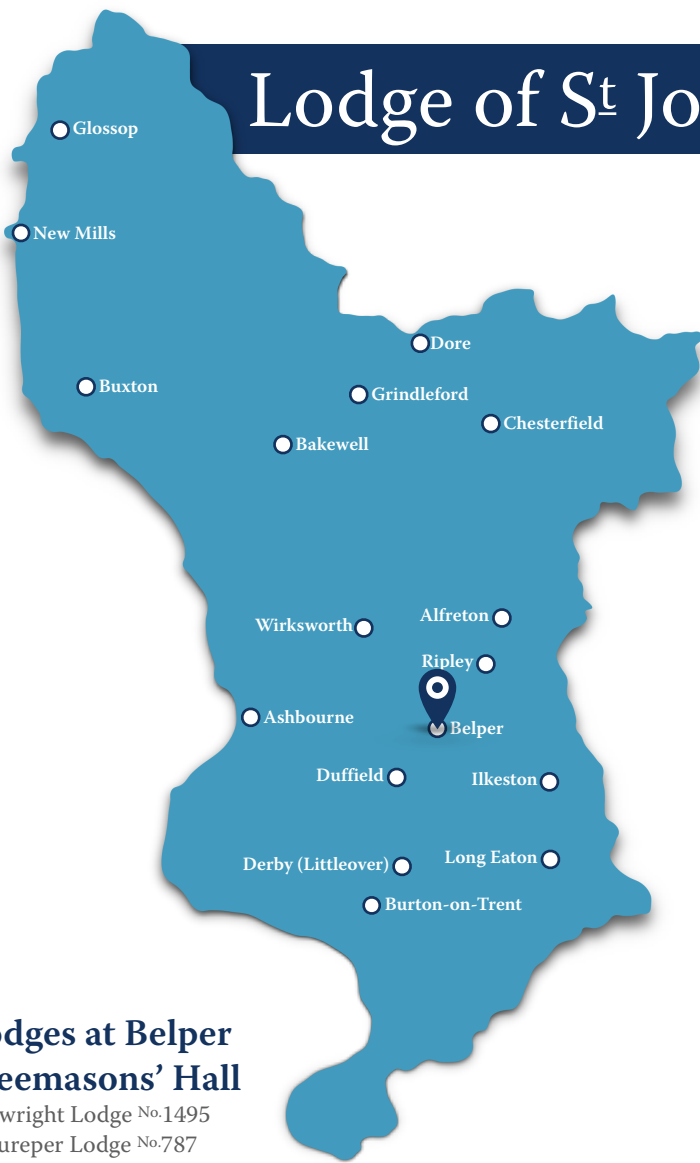 Lodge of St Jo
Glossop
New Mills
Dore
Buxton
Grindleford
Chesterfield
Bakewell
Alfreton
Wirksworth
Ripley
Ashbourne
Belper
Duffield
Ilkeston
Long Eaton
Derby (Littleover)
Burton-on-Trent
odges at Belper
eemasons’ Hall
wright Lodge No.1495
ureper Lodge No.787